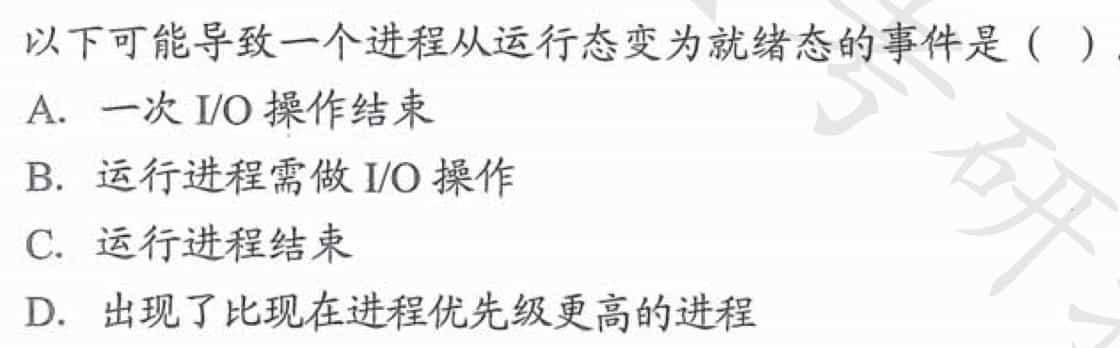 以下可能导致一个进程从运行态变为就绪态的事件是（ ）.
A. 一次 I/O 操作结束
B. 运行进程需做 I/O 操作
C. 运行进程结束
D. 出现了比现在进程优先级更高的进程
考研